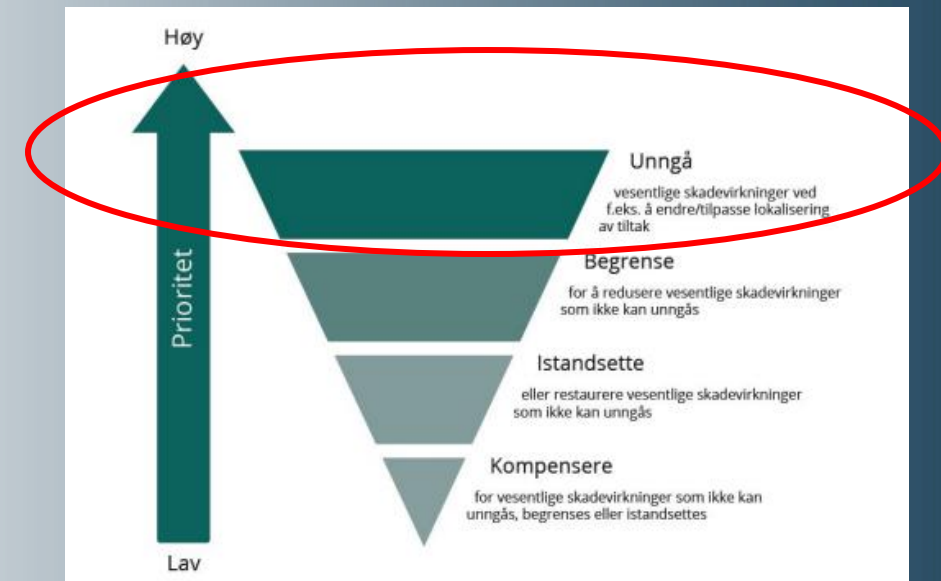 Høy
Prioritet
Lav
Unngå
vesentlige skadevirkninger ved
f.eks. å endre/tilpasse lokalisering
av tiltak
Begrense
for å redusere vesentlige skadevirkninger
som ikke kan unngås
Istandsette
eller restaurere vesentlige skadevirkninger
som ikke kan unngås
Kompensere
for vesentlige skadevirkninger som ikke kan
unngås, begrenses eller istandsettes